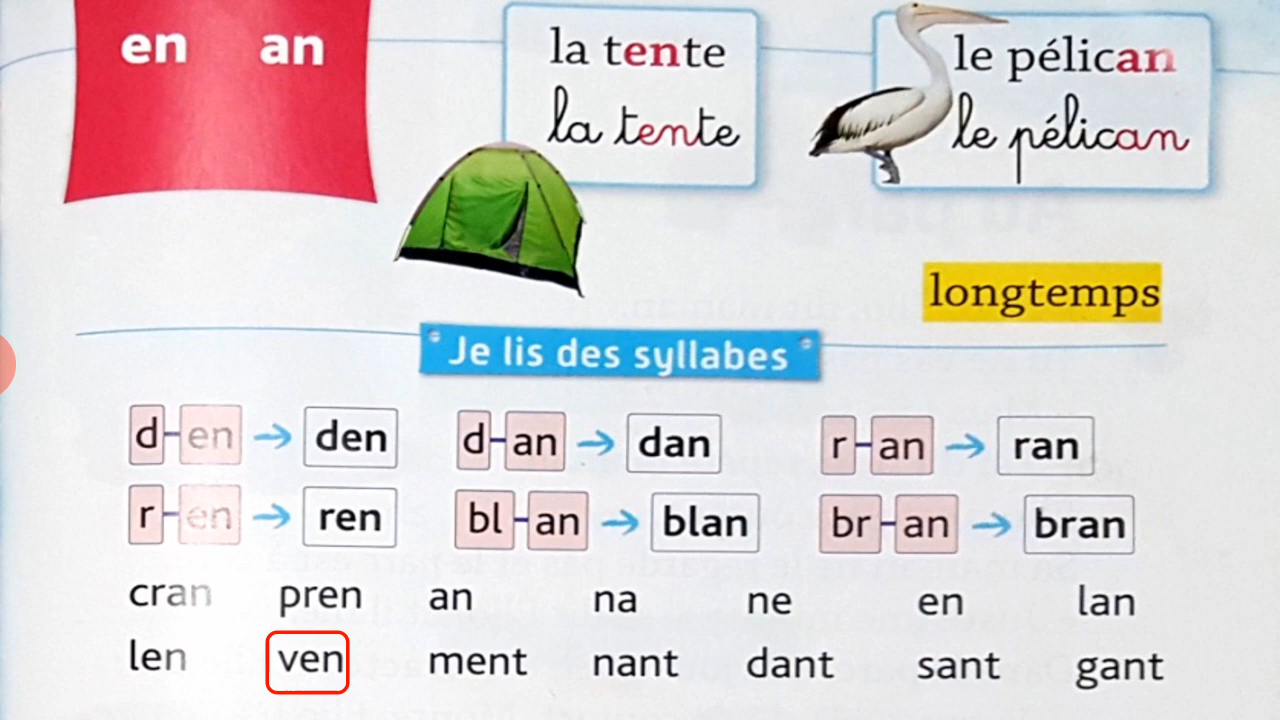 en an
la tente
la tente
le pélican
le pélican
longtemps
Je lis des syllabes
d-en → den d-an → dan r-an → ran
r-en → ren bl-an → blan br-an → bran
cran pren an na ne en lan
len ven ment nant dant sant gant